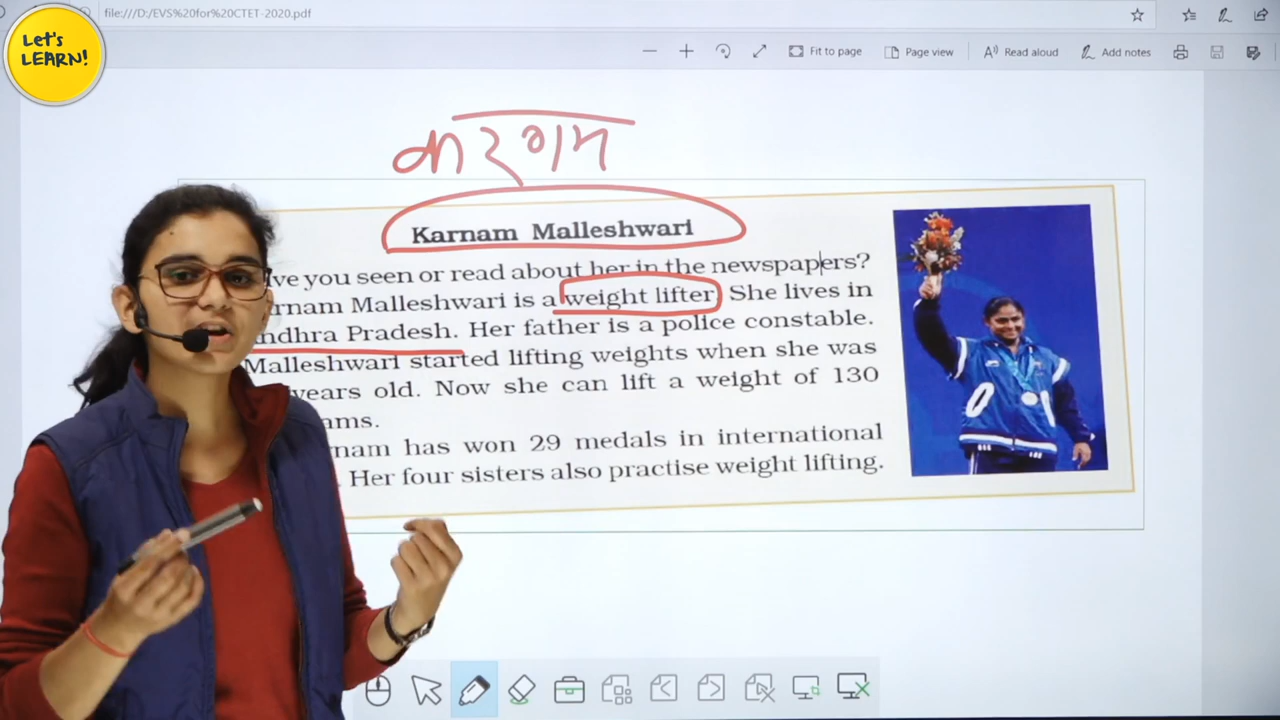 Let's
LEARN!
file:///D:/EVS%20for%20CTET-2020.pdf
Fit to page Page view Read aloud Add notes
Karnam Malleshwari
ve you seen or read about her in the newspapers?
rnam Malleshwari is a weight lifter. She lives in
ndhra Pradesh. Her father is a police constable.
Malleshwari started lifting weights when she was
years old. Now she can lift a weight of 130
ams.
nam has won 29 medals in international
. Her four sisters also practise weight lifting.